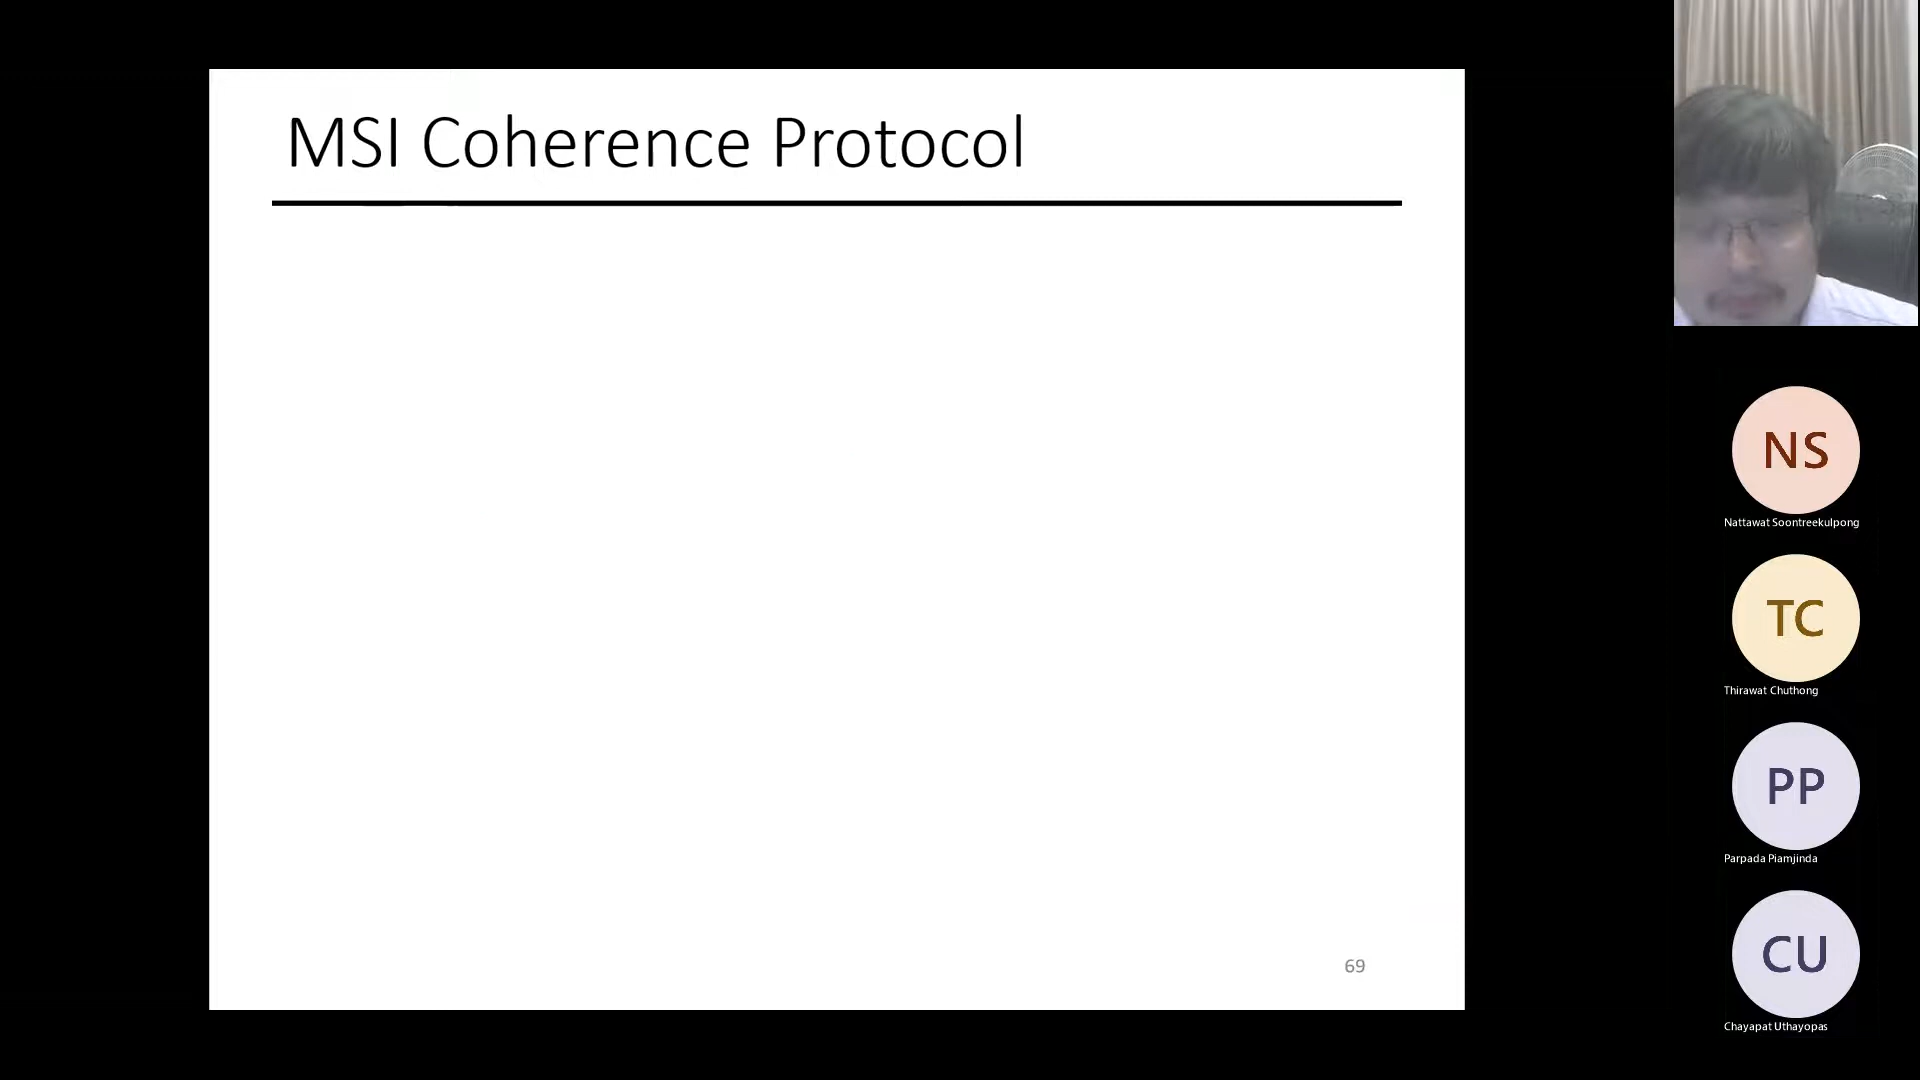 MSI Coherence Protocol
69
NS
Nattawat Soontreekulpong
TC
Thirawat Chuthong
PP
Parpada Piamjinda
CU
Chayapat Uthayopas